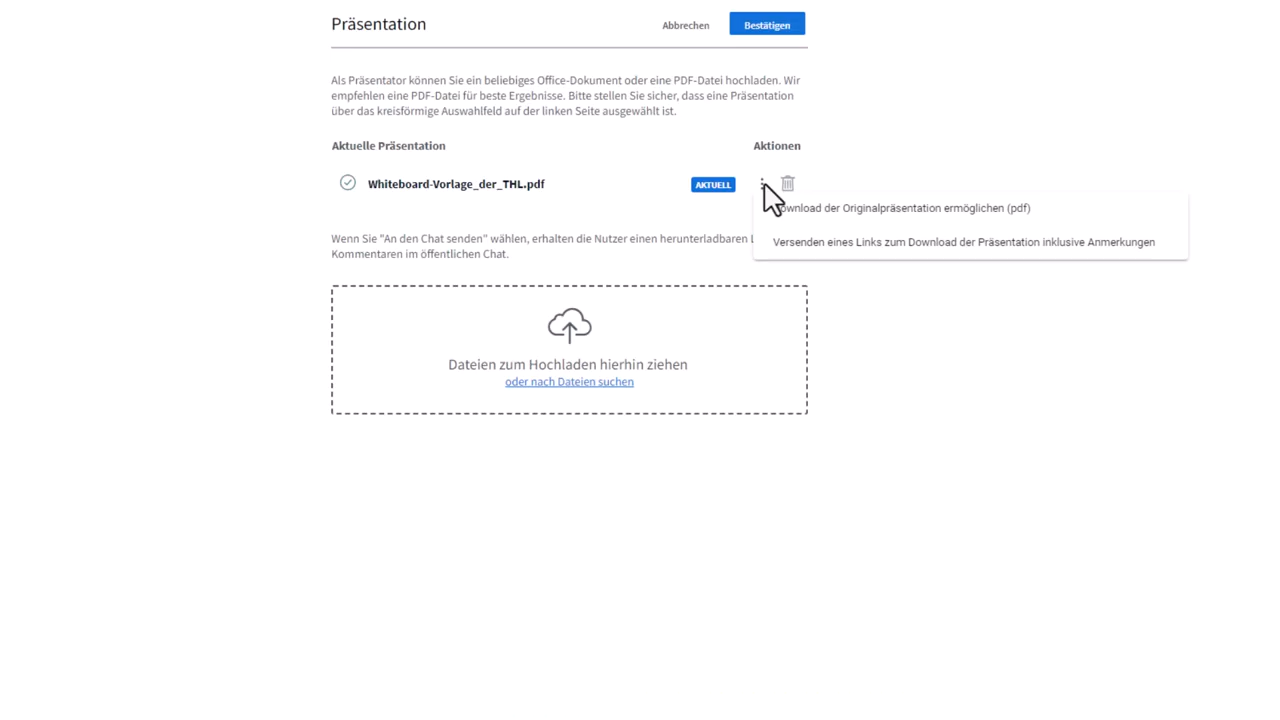 Präsentation
Abbrechen
Bestätigen
Als Präsentator können Sie ein beliebiges Office-Dokument oder eine PDF-Datei hochladen. Wir
empfehlen eine PDF-Datei für beste Ergebnisse. Bitte stellen Sie sicher, dass eine Präsentation
über das kreisförmige Auswahlfeld auf der linken Seite ausgewählt ist.
Aktuelle Präsentation
Aktionen
Whiteboard-Vorlage_der_THL.pdf
AKTUELL
ownload der Originalpräsentation ermöglichen (pdf)
Versenden eines Links zum Download der Präsentation inklusive Anmerkungen
Wenn Sie "An den Chat senden" wählen, erhalten die Nutzer einen herunterladbaren
Kommentaren im öffentlichen Chat.
Dateien zum Hochladen hierhin ziehen
oder nach Dateien suchen